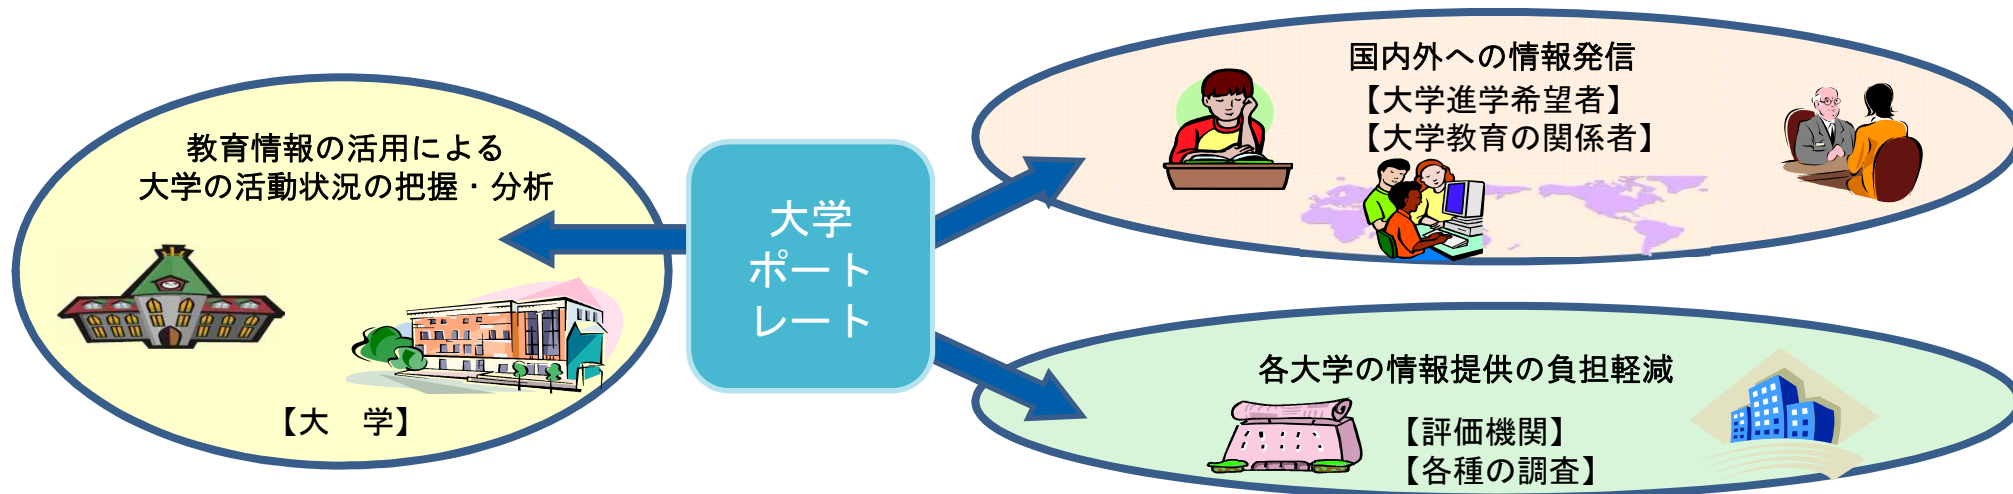 教育情報の活用による
大学の活動状況の把握・分析
【大　学】
大学
ポート
レート
国内外への情報発信
【大学進学希望者】
【大学教育の関係者】
各大学の情報提供の負担軽減
【評価機関】
【各種の調査】